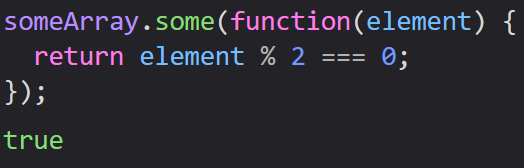 someArray.some(function(element) {
  return element % 2 === 0;
});
true